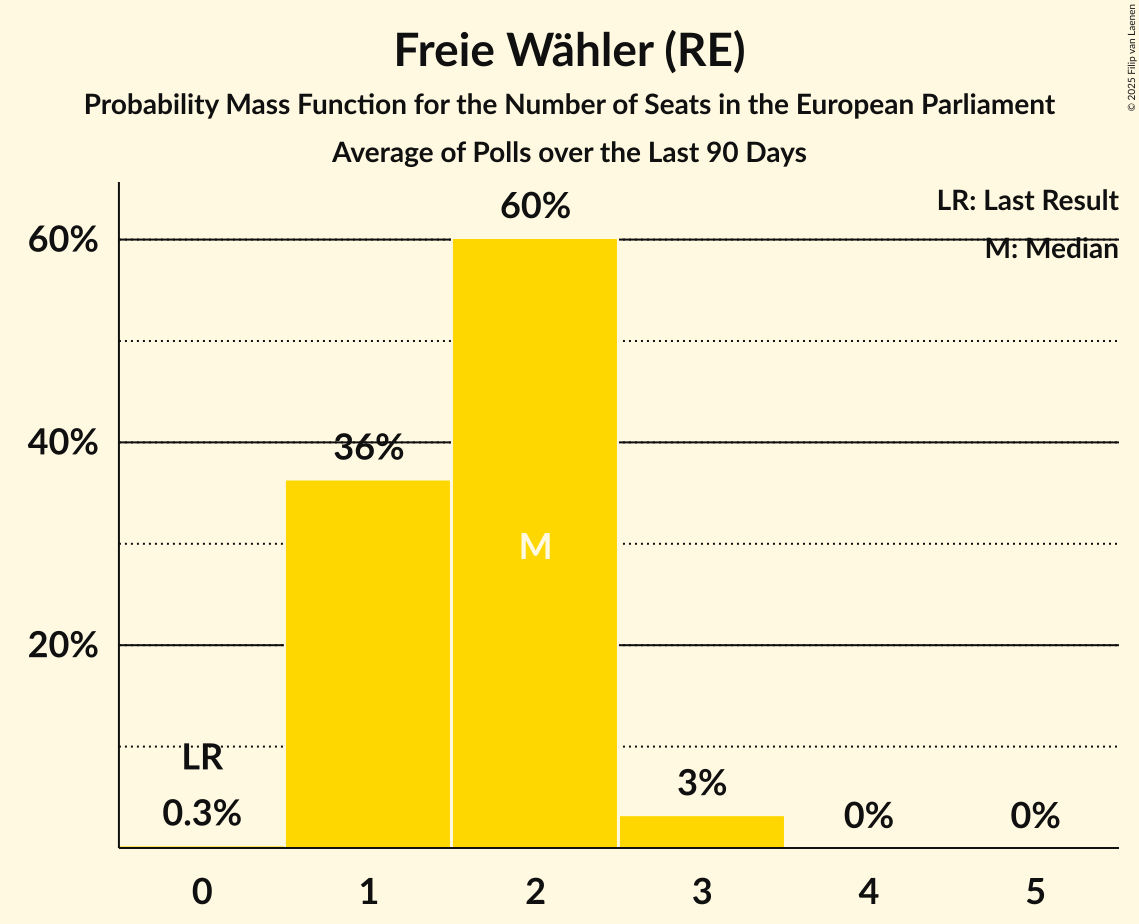 Freie Wähler (RE)
Probability Mass Function for the Number of Seats in the European Parliament
Average of Polls over the Last 90 Days
© 2025 Filip van Laenen
LR: Last Result
M: Median
60%
40%
20%
LR
0.3%
36%
60%
M
3%
0%
0%
0 1 2 3 4 5